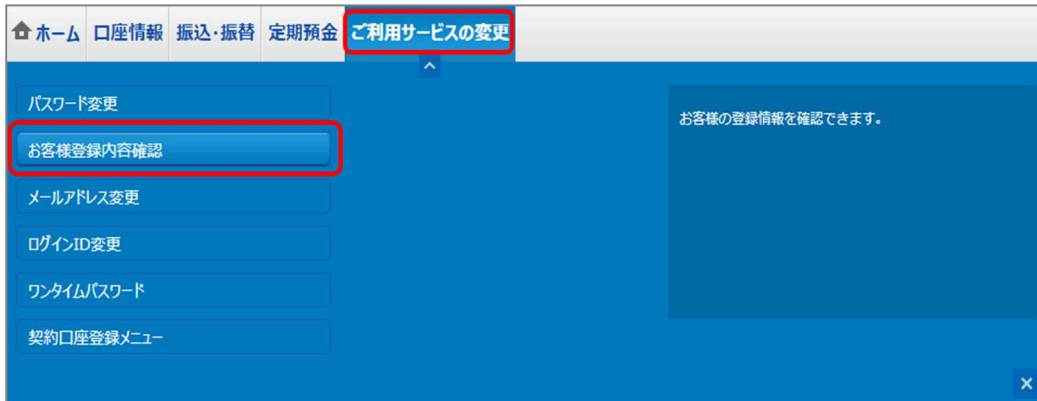 ホーム 口座情報 振込・振替 定期預金 ご利用サービスの変更
パスワード変更
お客様の登録情報を確認できます。
お客様登録内容確認
メールアドレス変更
ログインID変更
ワンタイムパスワード
契約口座登録メニュー